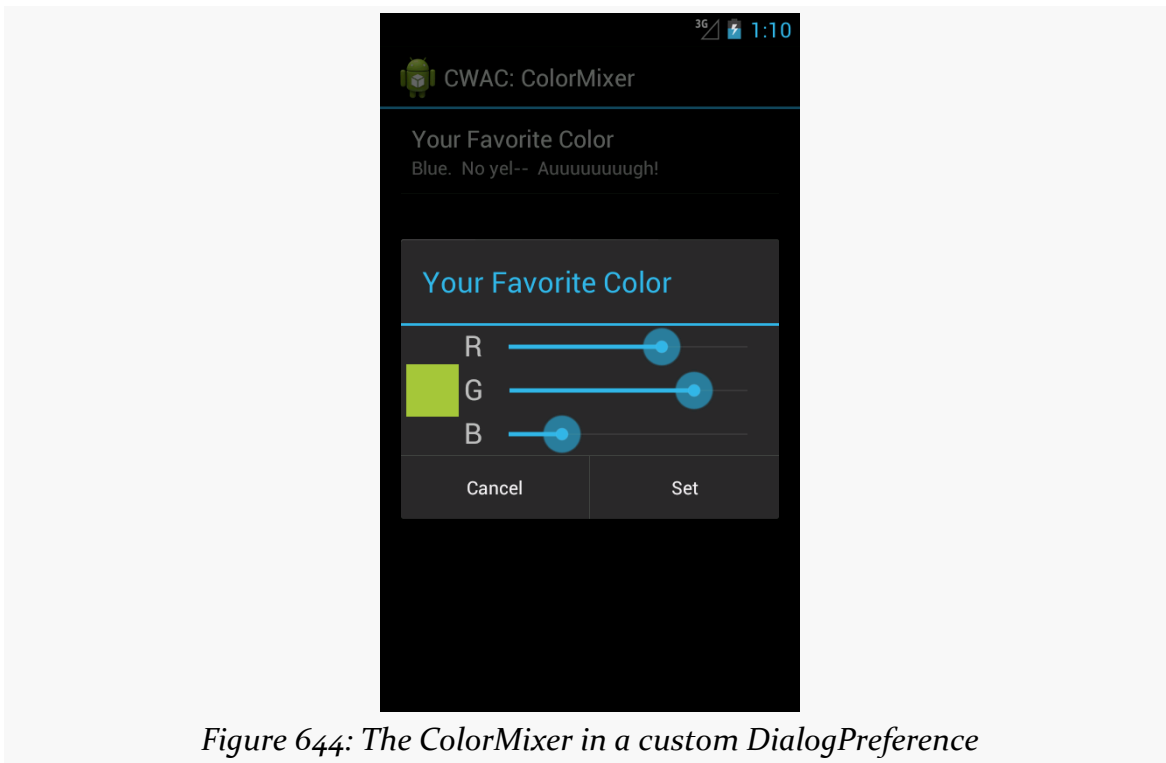 3G 1:10
CWAC: ColorMixer
Your Favorite Color
Blue. No yel-- Auuuuuuuugh!
Your Favorite Color
R
G
B
Cancel Set
Figure 644: The ColorMixer in a custom DialogPreference